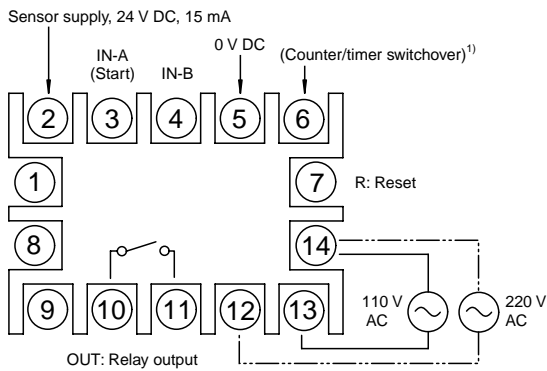 Sensor supply, 24 V DC, 15 mA
IN-A
(Start)
IN-B
0 V DC
(Counter/timer switchover)1)
2
3
4
5
6
1
7
R: Reset
8
14
9
10
11
12
13
110 V
AC
220 V
AC
OUT: Relay output